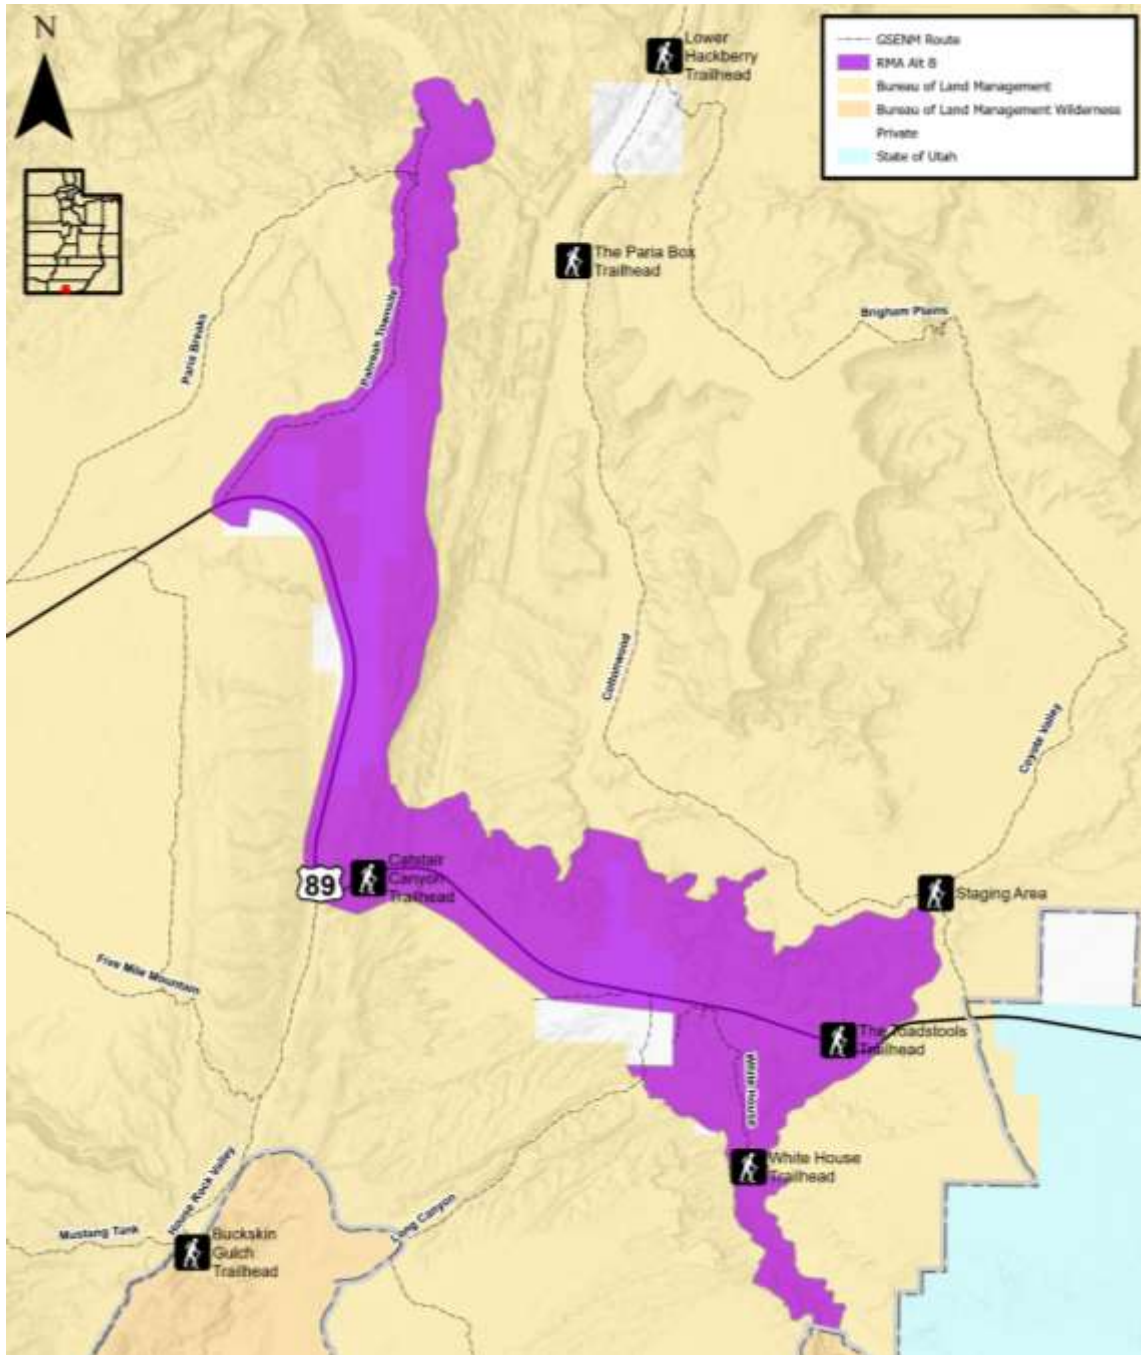 N
GSENM Route
RMA Alt B
Bureau of Land Management
Bureau of Land Management Wilderness
Private
State of Utah
Lower
Hackberry
Trailhead
The Paria Box
Trailhead
Brigham Plains
Paria Breaks
Pahreah Townsite
Cottonwood
Coyote Valley
89
Catstair
Canyon
Trailhead
Staging Area
Five Mile Mountain
The Toadstools
Trailhead
White House
White House
Trailhead
House Rock Valley
Long Canyon
Mustang Tank
Buckskin
Gulch
Trailhead